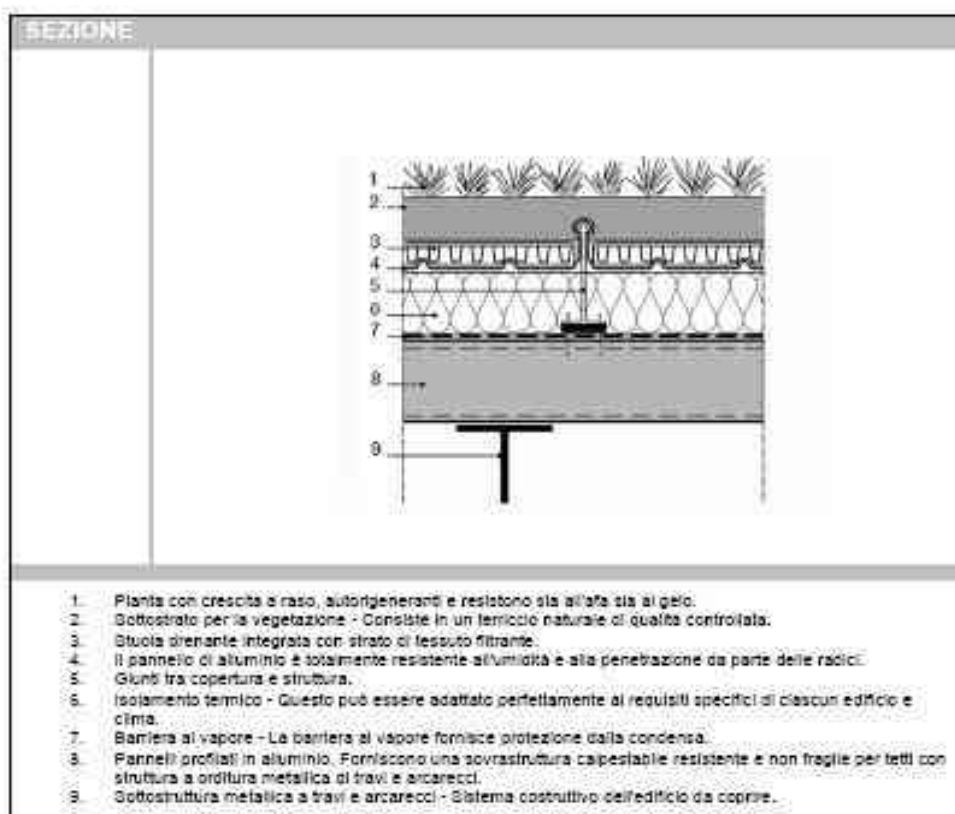 SEZIONE
1
2
3
4
5
6
7
8
9
1. Pianta con crescita a raso, autorigeneranti e resistono sia all'afa sia al gelo.
2. Sottostrato per la vegetazione - Consiste in un terriccio naturale di qualità controllata.
3. Stuoia drenante integrata con strato di tessuto filtrante.
4. Il pannello di alluminio è totalmente resistente all'umidità e alla penetrazione da parte delle radici.
5. Giunti tra copertura e struttura.
6. Isolamento termico - Questo può essere adattato perfettamente ai requisiti specifici di ciascun edificio e
clima.
7. Barriera al vapore - La barriera al vapore fornisce protezione dalla condensa.
8. Pannelli profilati in alluminio. Forniscono una sovrastruttura calpestabile resistente e non fragile per tetti con
struttura a orditura metallica di travi e arcarecci.
9. Sottostruttura metallica a travi e arcarecci - Sistema costruttivo dell'edificio da coprire.